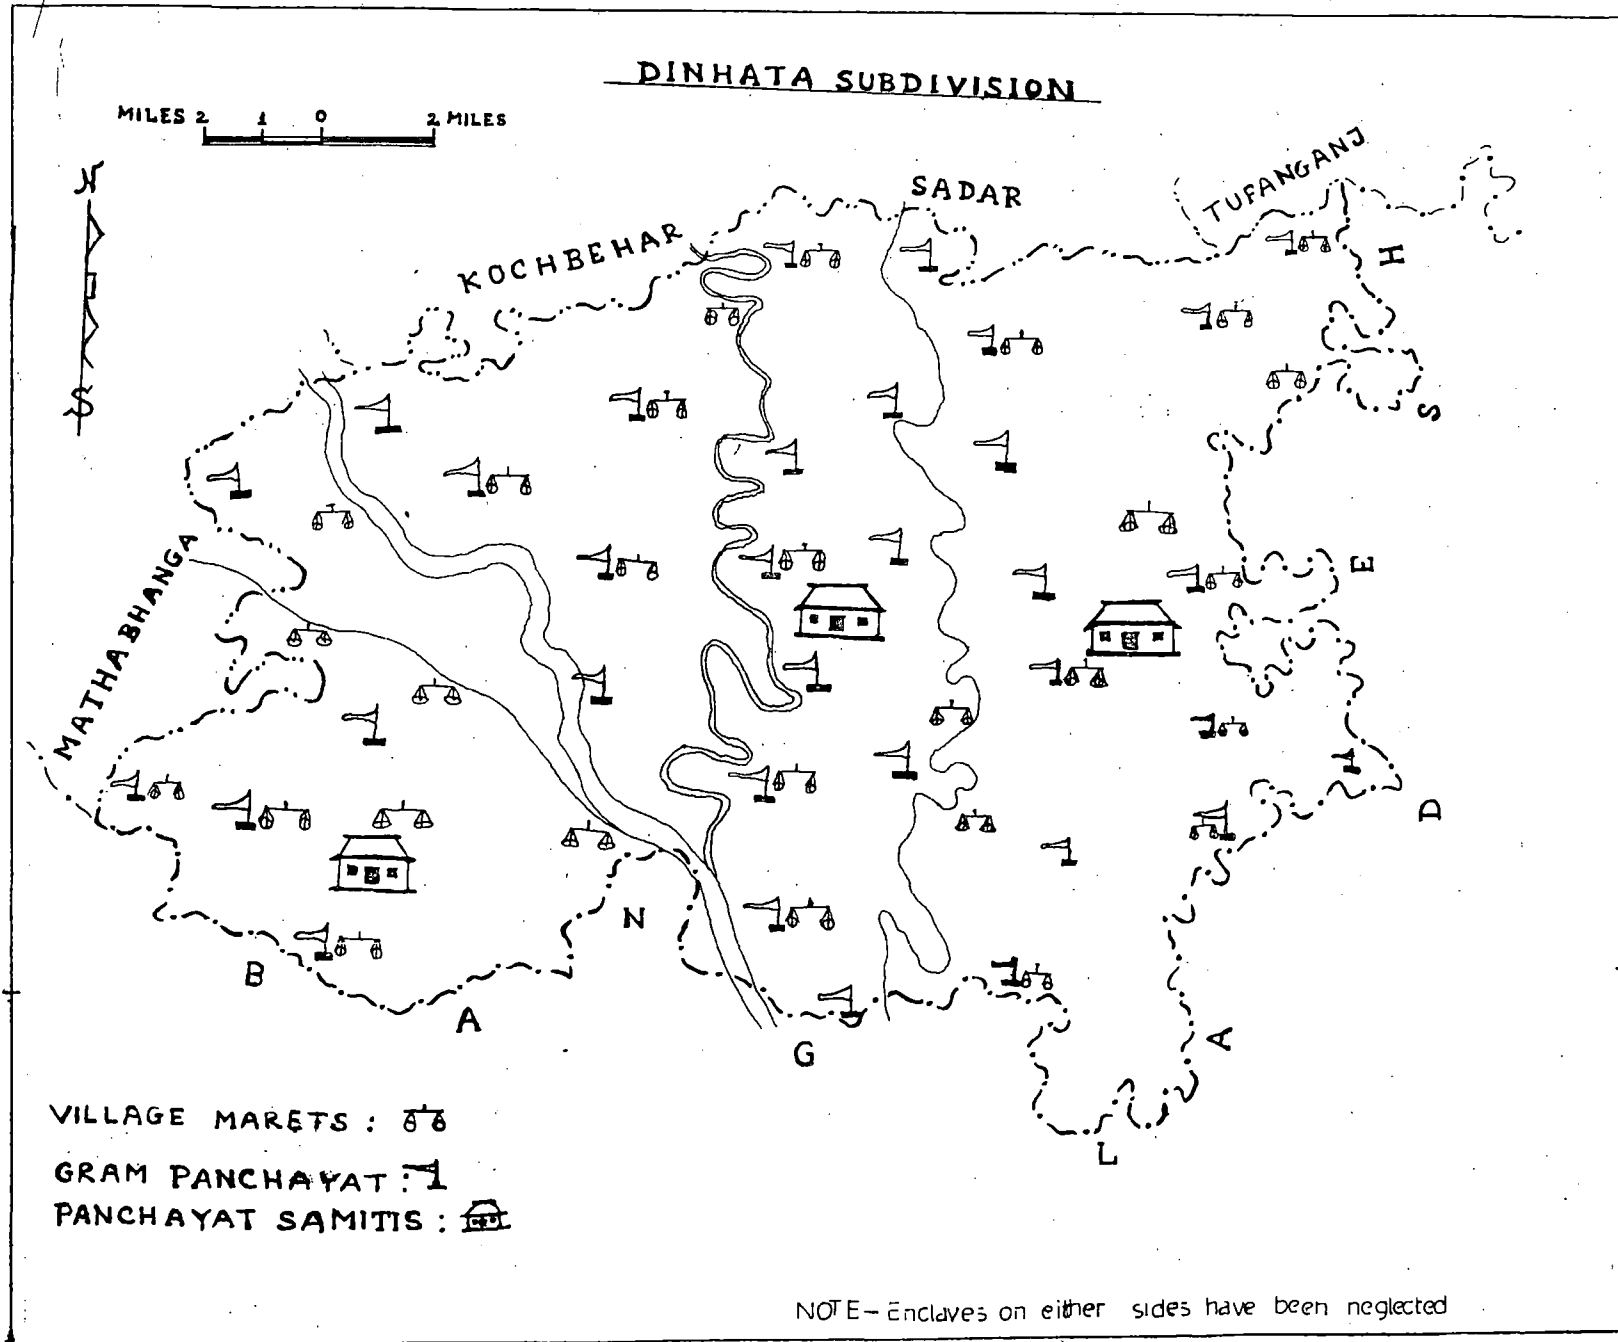 DINHATA SUBDIVISION
MILES 2 1 0 2 MILES
N
S
KOCHBEHAR
SADAR
TUFANGANJ
MATHABHANGA
B A N G L A D E S H
VILLAGE MARETS :
GRAM PANCHAYAT :
PANCHAYAT SAMITIS :
NOTE- Enclaves on either sides have been neglected